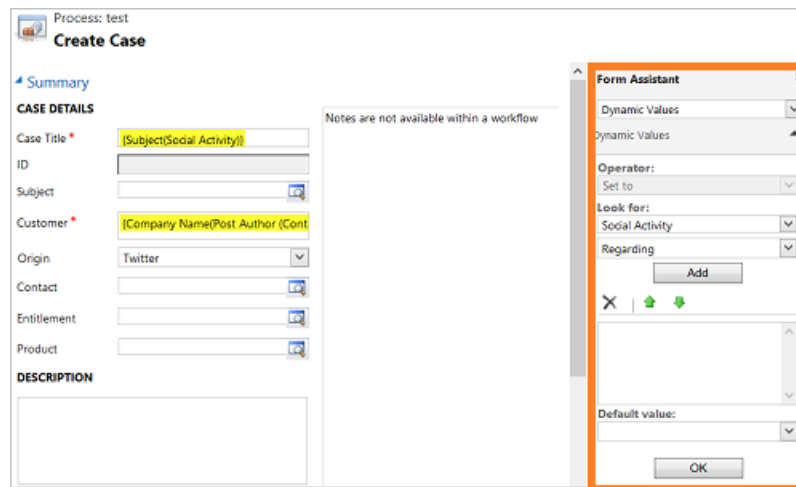 Process: test
Create Case
Summary
CASE DETAILS
Case Title *
{Subject(Social Activity)}
ID
Subject
Customer *
{Company Name(Post Author (Cont
Origin
Twitter
Contact
Entitlement
Product
DESCRIPTION
Notes are not available within a workflow
Form Assistant
Dynamic Values
Dynamic Values
Operator:
Set to
Look for:
Social Activity
Regarding
Add
Default value:
OK